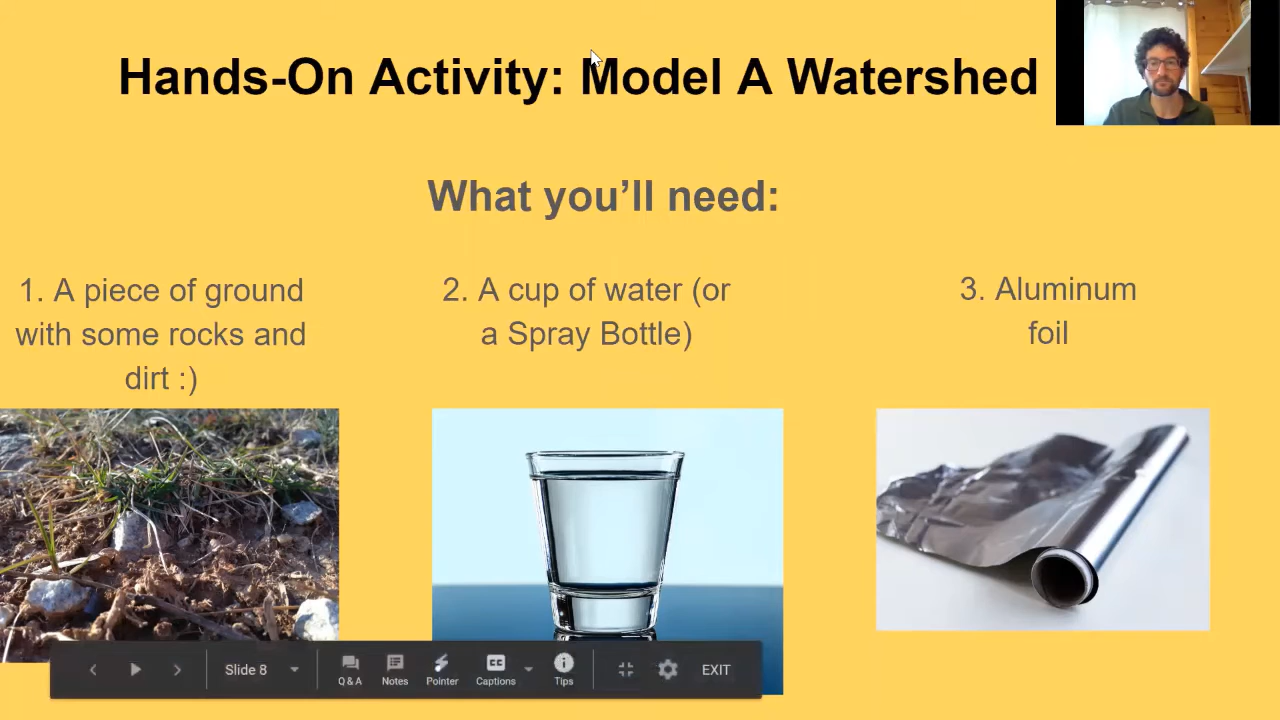 Hands-On Activity: Model A Watershed
What you'll need:
1. A piece of ground
with some rocks and
dirt :)
2. A cup of water (or
a Spray Bottle)
3. Aluminum
foil
Slide 8
Q & A
Notes
Pointer
CC
Captions
Tips
EXIT